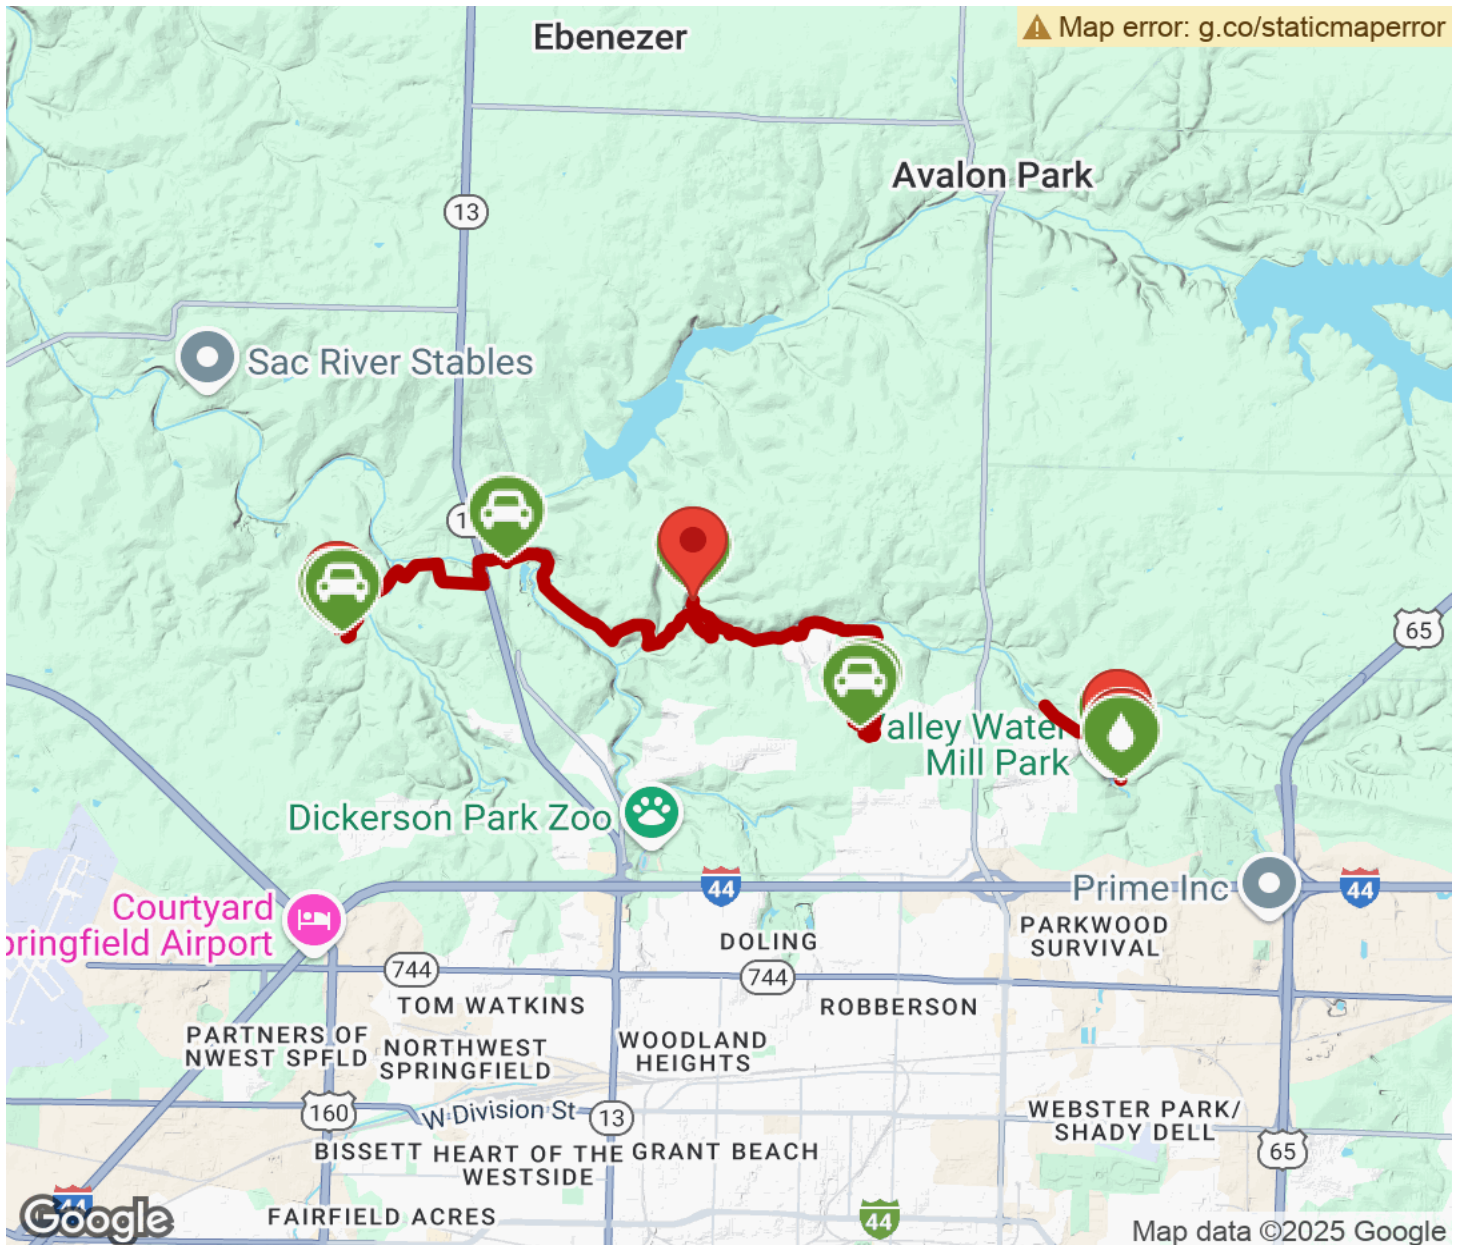 Ebenezer
Map error: g.co/staticmaperror
Avalon Park
13
Sac River Stables
1
65
alley Water
Mill Park
Dickerson Park Zoo
44
Prime Inc
44
Courtyard
pringfield Airport
DOLING
PARKWOOD
SURVIVAL
744
744
TOM WATKINS
ROBBERSON
PARTNERS OF
NWEST SPFLD
NORTHWEST
SPRINGFIELD
WOODLAND
HEIGHTS
160
W Division St
13
WEBSTER PARK/
SHADY DELL
BISSETT
HEART OF THE
WESTSIDE
GRANT BEACH
65
44
Google
FAIRFIELD ACRES
44
Map data ©2025 Google